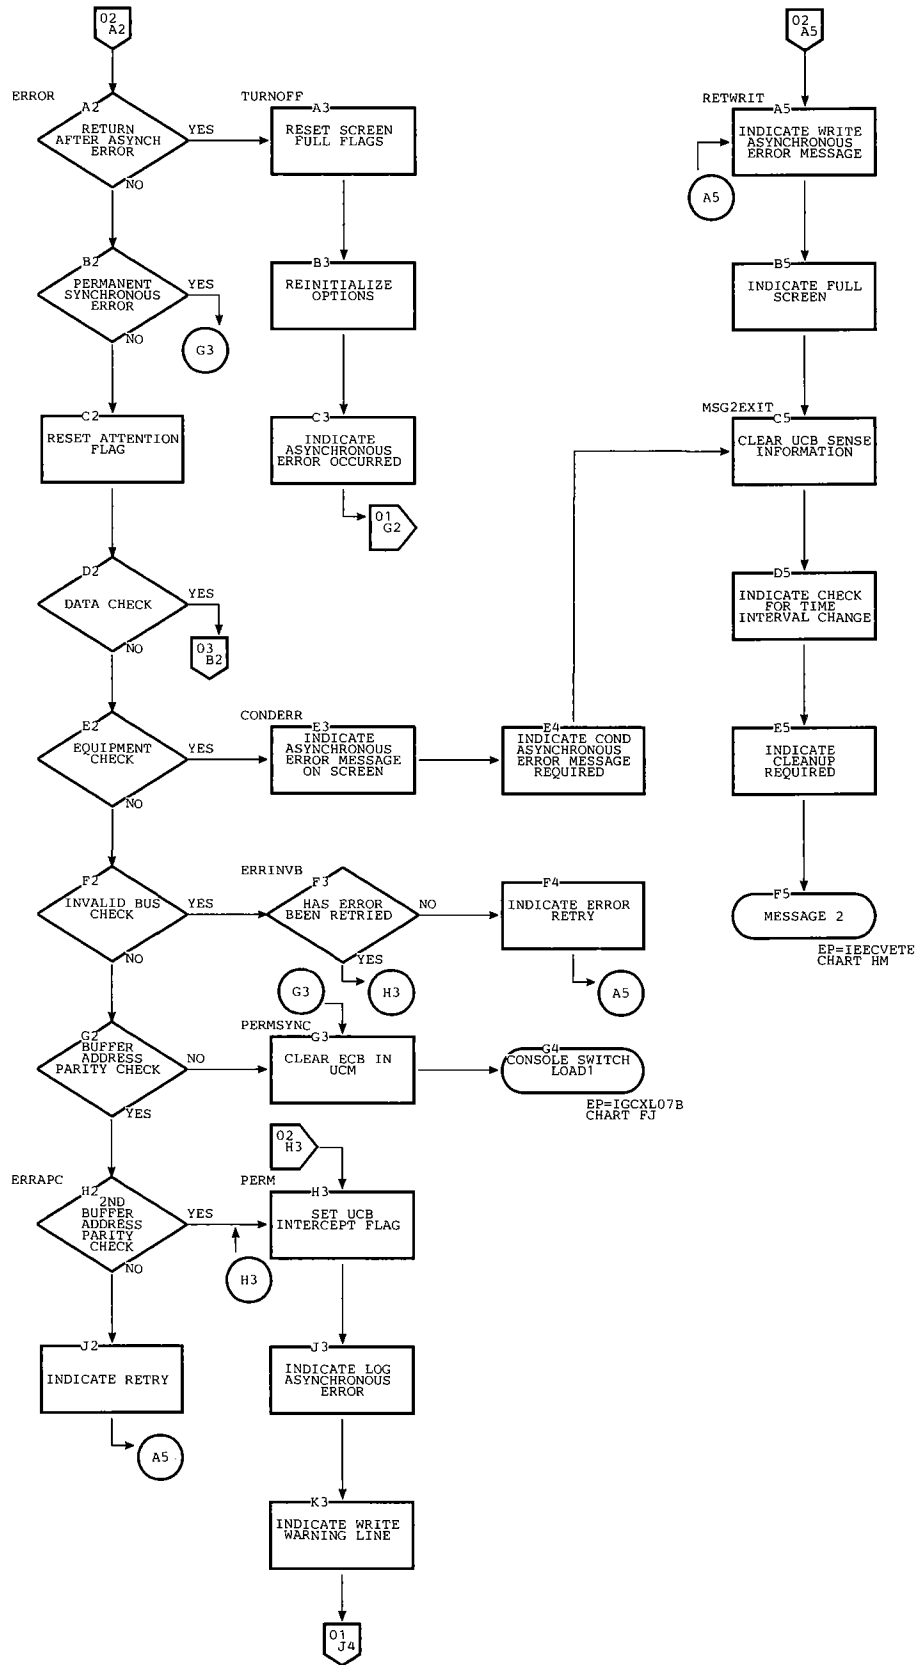 02
A2
02
A5
ERROR
A2
RETURN
AFTER ASYNCH
ERROR
YES
NO
TURNOFF
A3
RESET SCREEN
FULL FLAGS
RETWRIT
A5
INDICATE WRITE
ASYNCHRONOUS
ERROR MESSAGE
A5
B2
PERMANENT
SYNCHRONOUS
ERROR
YES
NO
G3
B3
REINITIALIZE
OPTIONS
B5
INDICATE FULL
SCREEN
C2
RESET ATTENTION
FLAG
C3
INDICATE
ASYNCHRONOUS
ERROR OCCURRED
01
G2
MSG2EXIT
C5
CLEAR UCB SENSE
INFORMATION
D2
DATA CHECK
YES
NO
03
B2
D5
INDICATE CHECK
FOR TIME
INTERVAL CHANGE
E2
EQUIPMENT
CHECK
YES
NO
CONDERR
E3
INDICATE
ASYNCHRONOUS
ERROR MESSAGE
ON SCREEN
E4
INDICATE COND
ASYNCHRONOUS
ERROR MESSAGE
REQUIRED
E5
INDICATE
CLEANUP
REQUIRED
F2
INVALID BUS
CHECK
YES
NO
ERRINVB
F3
HAS ERROR
BEEN RETRIED
NO
YES
H3
F4
INDICATE ERROR
RETRY
A5
F5
MESSAGE 2
EP=IEECVETE
CHART HM
G2
BUFFER
ADDRESS
PARITY CHECK
NO
YES
G3
PERMSYNC
G3
CLEAR ECB IN
UCM
G4
CONSOLE SWITCH
LOAD1
EP=IGCXL07B
CHART FJ
02
H3
ERRAPC
H2
2ND
BUFFER
ADDRESS
PARITY
CHECK
YES
NO
H3
PERM
H3
SET UCB
INTERCEPT FLAG
J2
INDICATE RETRY
A5
J3
INDICATE LOG
ASYNCHRONOUS
ERROR
K3
INDICATE WRITE
WARNING LINE
01
J4